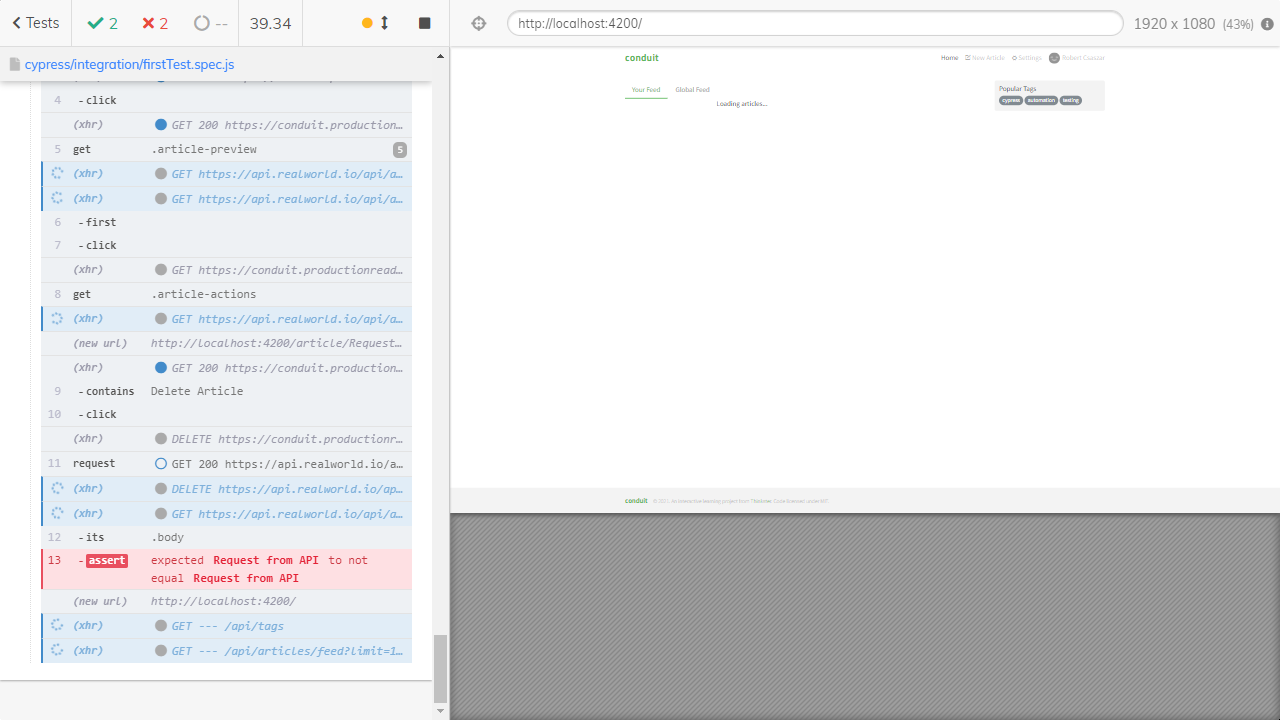 Tests
2
2
--
39.34
http://localhost:4200/
1920 x 1080 (43%)
cypress/integration/firstTest.spec.js
4 -click
(xhr) GET 200 https://conduit.production…
5 get .article-preview 5
(xhr) GET https://api.realworld.io/api/a…
(xhr) GET https://api.realworld.io/api/a…
6 -first
7 -click
(xhr) GET https://conduit.productionread…
8 get .article-actions
(xhr) GET https://api.realworld.io/api/a…
(new url) http://localhost:4200/article/Request…
(xhr) GET 200 https://conduit.production…
9 -contains Delete Article
10 -click
(xhr) DELETE https://conduit.productionr…
11 request GET 200 https://api.realworld.io/a…
(xhr) DELETE https://api.realworld.io/ap…
(xhr) GET https://api.realworld.io/api/a…
12 -its .body
13 -assert expected Request from API to not
equal Request from API
(new url) http://localhost:4200/
(xhr) GET --- /api/tags
(xhr) GET --- /api/articles/feed?limit=1…
conduit
Home New Article Settings Robert Csaszar
Your Feed Global Feed
Loading articles...
Popular Tags
cypress automation testing
conduit © 2021. An interactive learning project from Thinkster. Code licensed under MIT.